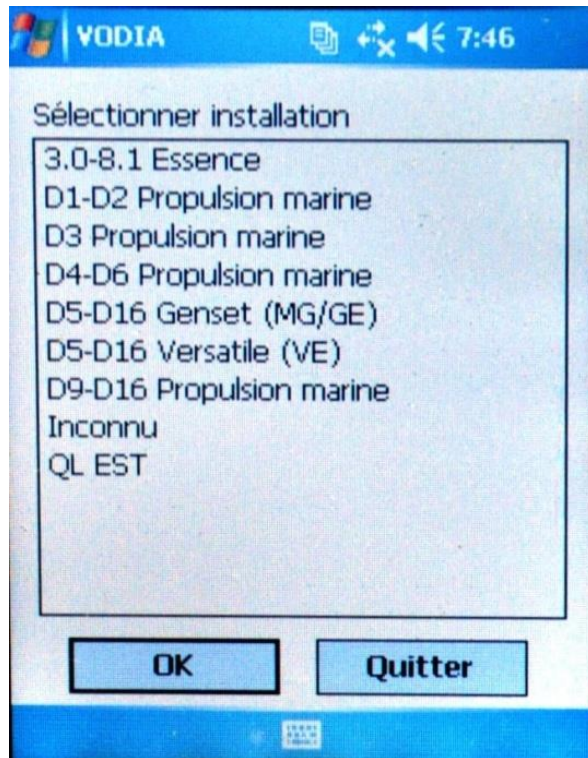 VODIA 7:46
Sélectionner installation
3.0-8.1 Essence
D1-D2 Propulsion marine
D3 Propulsion marine
D4-D6 Propulsion marine
D5-D16 Genset (MG/GE)
D5-D16 Versatile (VE)
D9-D16 Propulsion marine
Inconnu
QL EST
OK Quitter